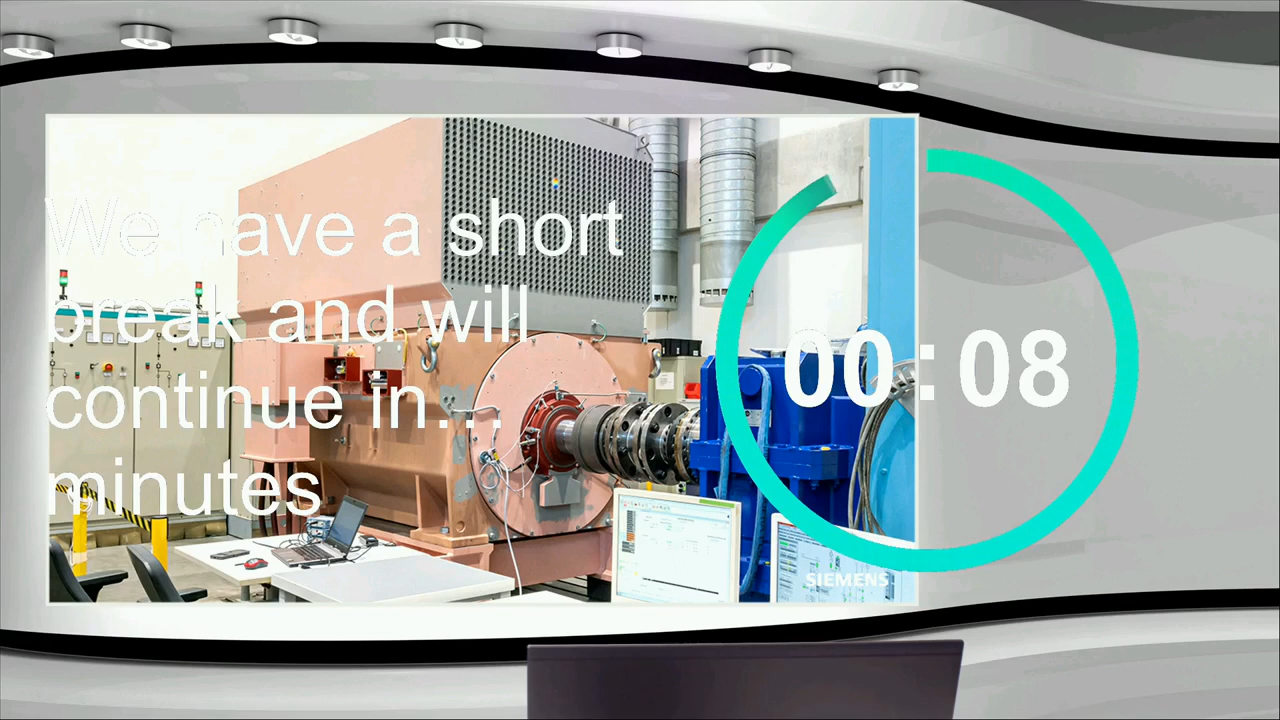 We have a short
break and will
continue in…
minutes
00:08
SIEMENS